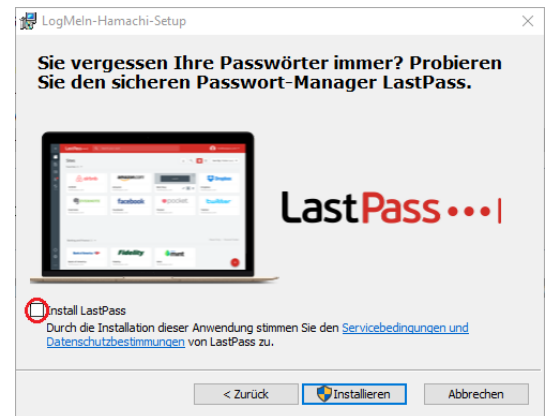 LogMeIn-Hamachi-Setup
Sie vergessen Ihre Passwörter immer? Probieren
Sie den sicheren Passwort-Manager LastPass.
airbnb
amazon.com
Dropbox
facebook
pocket
twitter
Fidelity
mint
LastPass
Install LastPass
Durch die Installation dieser Anwendung stimmen Sie den Servicebedingungen und
Datenschutzbestimmungen von LastPass zu.
< Zurück
Installieren
Abbrechen